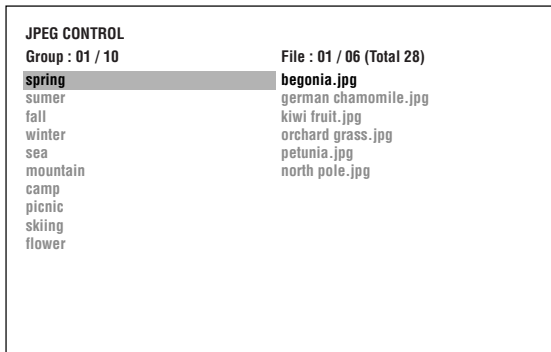 JPEG CONTROL
Group : 01 / 10
spring
sumer
fall
winter
sea
mountain
camp
picnic
skiing
flower
File : 01 / 06 (Total 28)
begonia.jpg
german chamomile.jpg
kiwi fruit.jpg
orchard grass.jpg
petunia.jpg
north pole.jpg